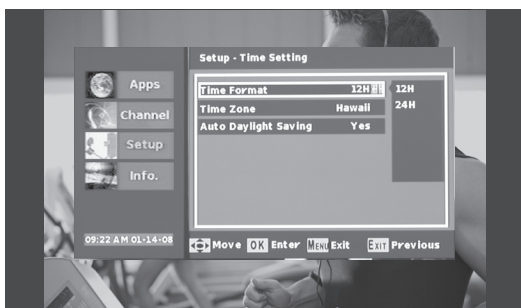 Setup - Time Setting
Apps
Channel
Setup
Info.
Time Format 12H
Time Zone Hawaii
Auto Daylight Saving Yes
12H
24H
09:22 AM 01-14-08
Move OK Enter MENU Exit EXIT Previous